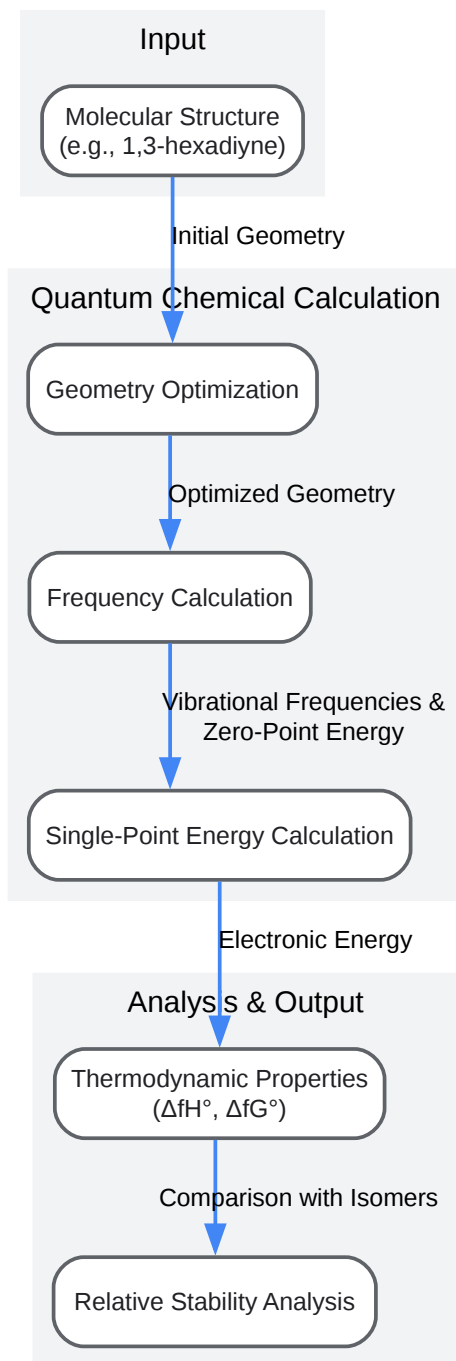 Input
Molecular Structure
(e.g., 1,3-hexadiyne)
Initial Geometry
Quantum Chemical Calculation
Geometry Optimization
Optimized Geometry
Frequency Calculation
Vibrational Frequencies &
Zero-Point Energy
Single-Point Energy Calculation
Electronic Energy
Analysis & Output
Thermodynamic Properties
(ΔfH°, ΔfG°)
Comparison with Isomers
Relative Stability Analysis